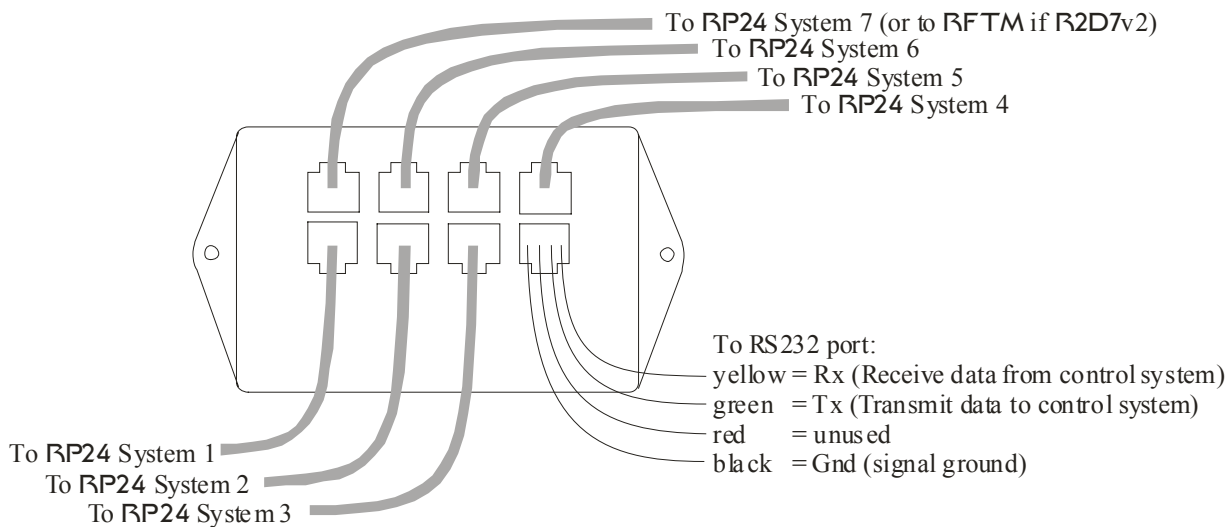 To RP24 System 7 (or to RFTM if R2D7v2)
To RP24 System 6
To RP24 System 5
To RP24 System 4
To RS232 port:
yellow = Rx (Receive data from control system)
green = Tx (Transmit data to control system)
red = unused
black = Gnd (signal ground)
To RP24 System 1
To RP24 System 2
To RP24 System 3